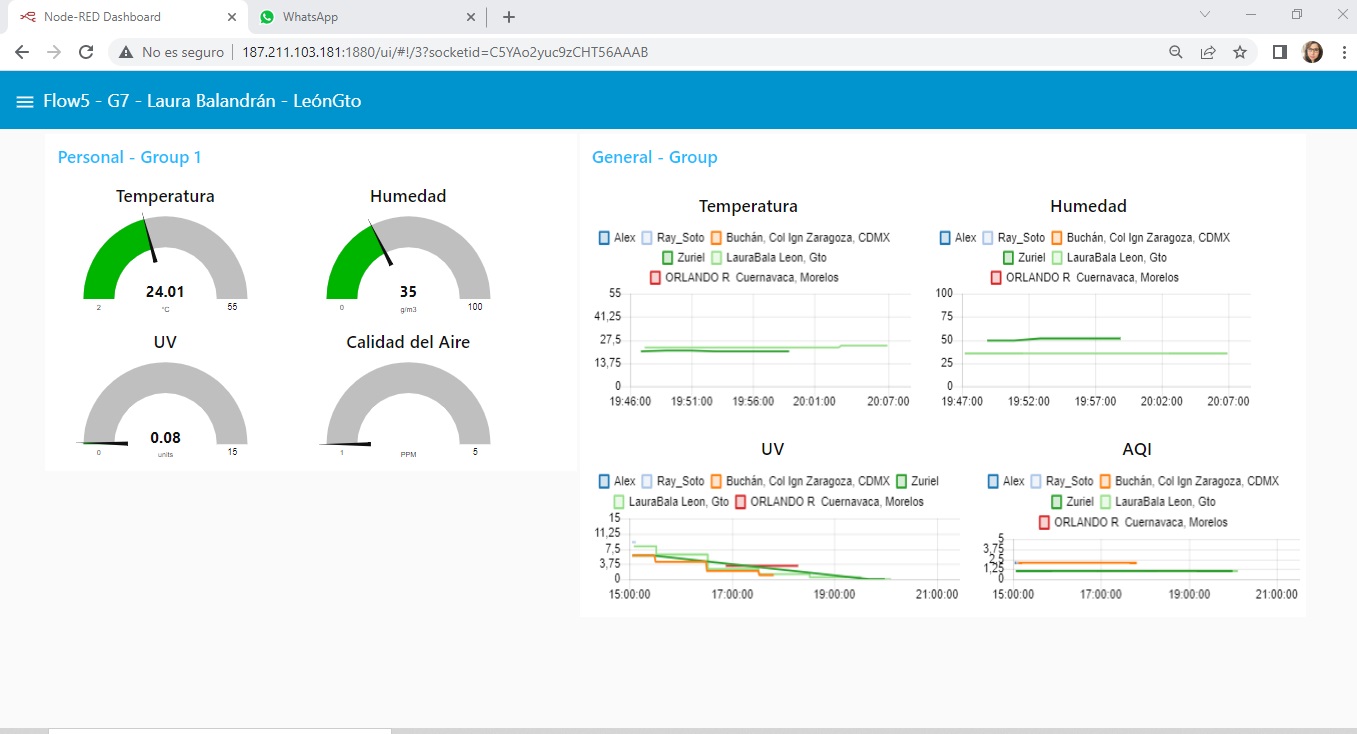 Node-RED Dashboard
WhatsApp
No es seguro
187.211.103.181:1880/ui/#!/3?socketid=C5YAo2yuc9zCHT56AAAB
Flow5 - G7 - Laura Balandrán - LeónGto
Personal - Group 1
Temperatura
24.01
2
°C
55
Humedad
35
0
g/m3
100
UV
0.08
0
units
15
Calidad del Aire
1
PPM
5
General - Group
Temperatura
Alex Ray_Soto Buchán, Col Ign Zaragoza, CDMX
Zuriel LauraBala Leon, Gto
ORLANDO R Cuernavaca, Morelos
55
41,25
27,5
13,75
0
19:46:00 19:51:00 19:56:00 20:01:00 20:07:00
Humedad
Alex Ray_Soto Buchán, Col Ign Zaragoza, CDMX
Zuriel LauraBala Leon, Gto
ORLANDO R Cuernavaca, Morelos
100
75
50
25
0
19:47:00 19:52:00 19:57:00 20:02:00 20:07:00
UV
Alex Ray_Soto Buchán, Col Ign Zaragoza, CDMX Zuriel
LauraBala Leon, Gto ORLANDO R Cuernavaca, Morelos
15
11,25
7,5
3,75
0
15:00:00 17:00:00 19:00:00 21:00:00
AQI
Alex Ray_Soto Buchán, Col Ign Zaragoza, CDMX
Zuriel LauraBala Leon, Gto
ORLANDO R Cuernavaca, Morelos
5
3,75
2,5
1,25
0
15:00:00 17:00:00 19:00:00 21:00:00